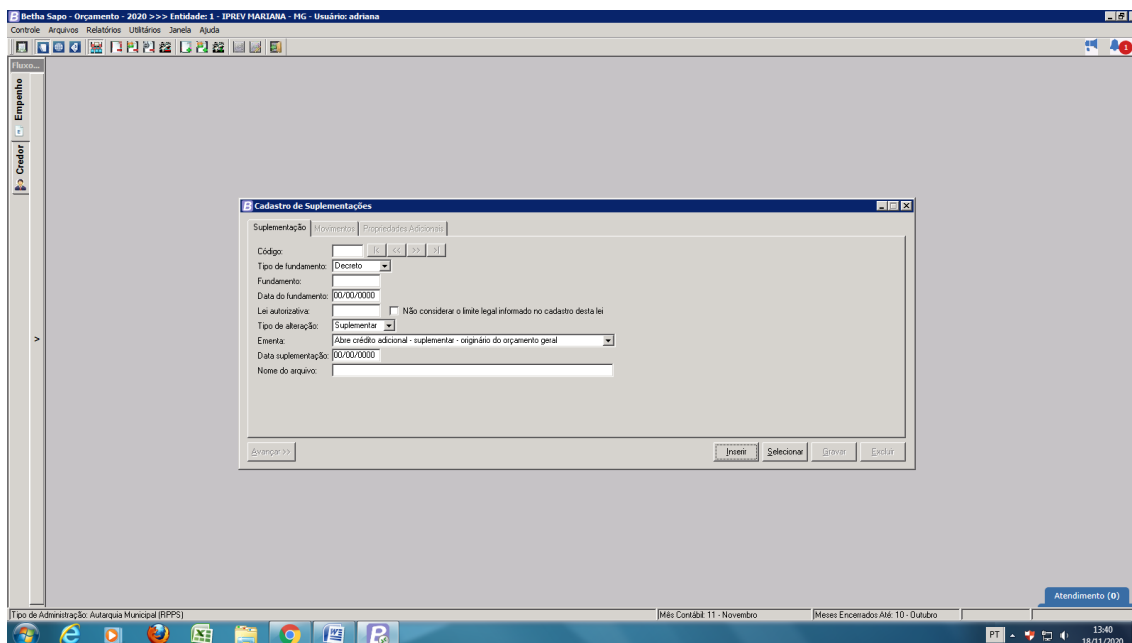 Betha Sapo - Orçamento - 2020 >>> Entidade: 1 - IPREV MARIANA - MG - Usuário: adriana
Controle Arquivos Relatórios Utilitários Janela Ajuda
1
Fluxo...
Empenho
Credor
>
Cadastro de Suplementações
Suplementação Movimentos Propriedades Adicionais
Código: |< << >> >|
Tipo de fundamento: Decreto
Fundamento:
Data do fundamento: 00/00/0000
Lei autorizativa: Não considerar o limite legal informado no cadastro desta lei
Tipo de alteração: Suplementar
Ementa: Abre crédito adicional - suplementar - originário do orçamento geral
Data suplementação: 00/00/0000
Nome do arquivo:
Avançar >> Inserir Selecionar Gravar Excluir
Atendimento (0)
Tipo de Administração: Autarquia Municipal (RPPS) Mês Contábil: 11 - Novembro Meses Encerrados Até: 10 - Outubro
PT 13:40
18/11/2020